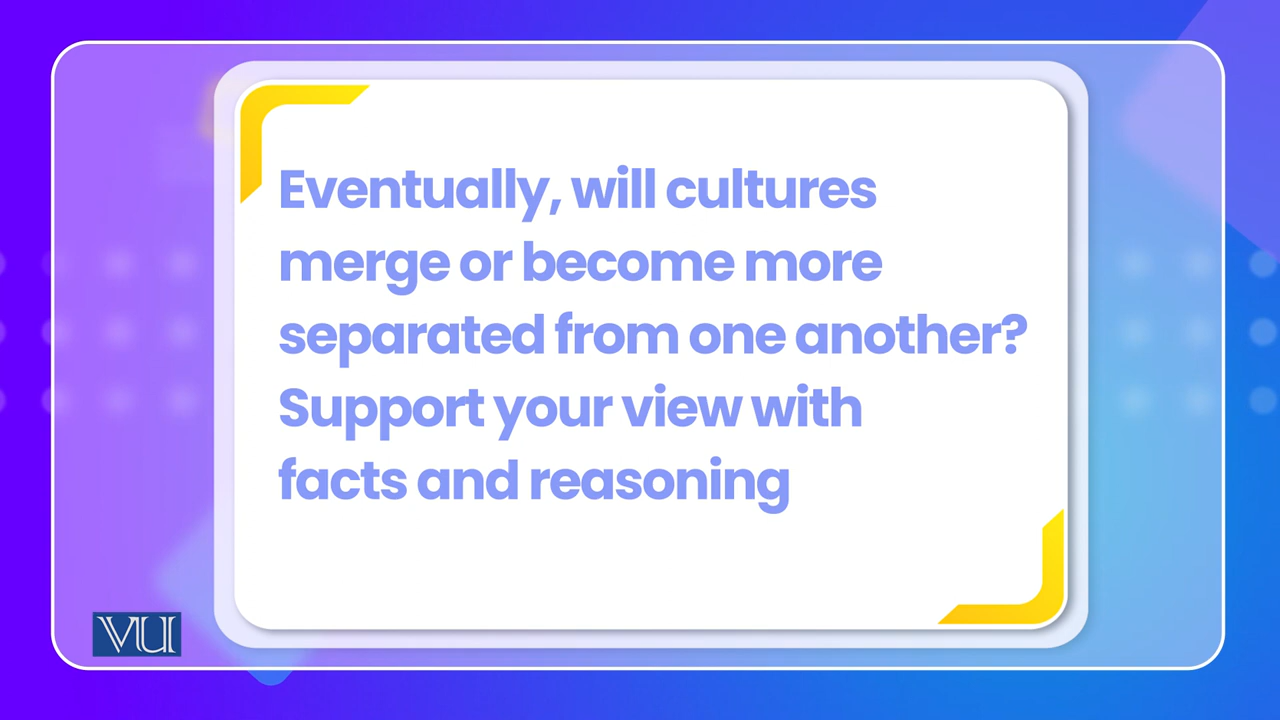 Eventually, will cultures
merge or become more
separated from one another?
Support your view with
facts and reasoning
VU